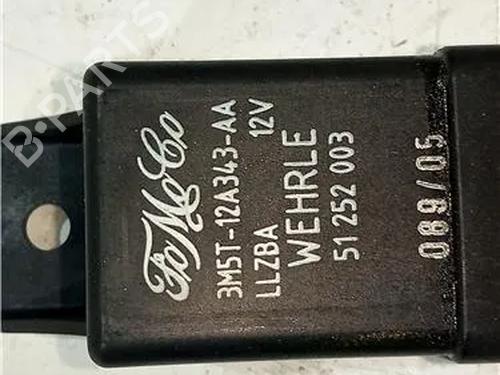 FoMoCo
3M5T-12A343-AA
LLZBA 12V
WEHRLE
51 252 003
089/05
B-PARTS